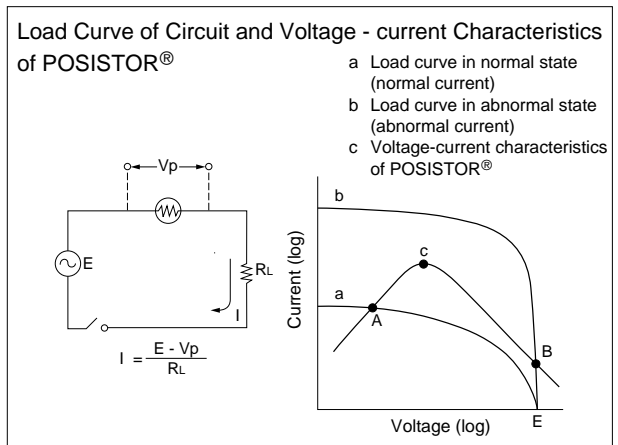 Load Curve of Circuit and Voltage - current Characteristics
of POSISTOR®
a Load curve in normal state
(normal current)
b Load curve in abnormal state
(abnormal current)
c Voltage-current characteristics
of POSISTOR®
Vp
E
RL
I
I = E - Vp
RL
Current (log)
b
c
a
A
B
E
Voltage (log)